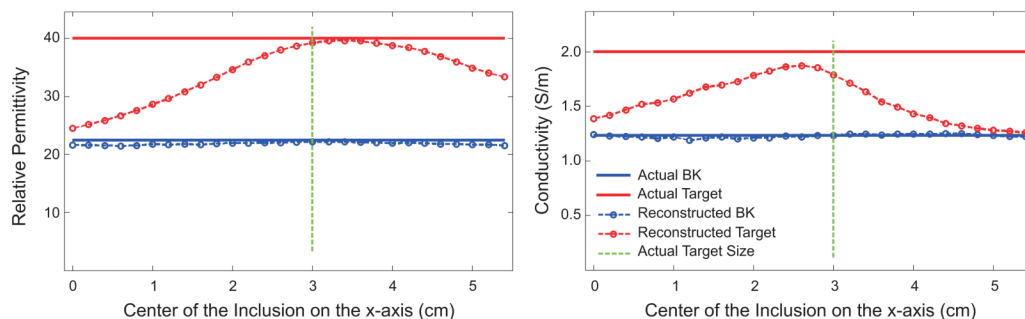 Relative Permittivity
40
30
20
10
0
1
2
3
4
5
Center of the Inclusion on the x-axis (cm)
Conductivity (S/m)
2.0
1.5
1.0
0.5
Actual BK
Actual Target
Reconstructed BK
Reconstructed Target
Actual Target Size
0
1
2
3
4
5
Center of the Inclusion on the x-axis (cm)